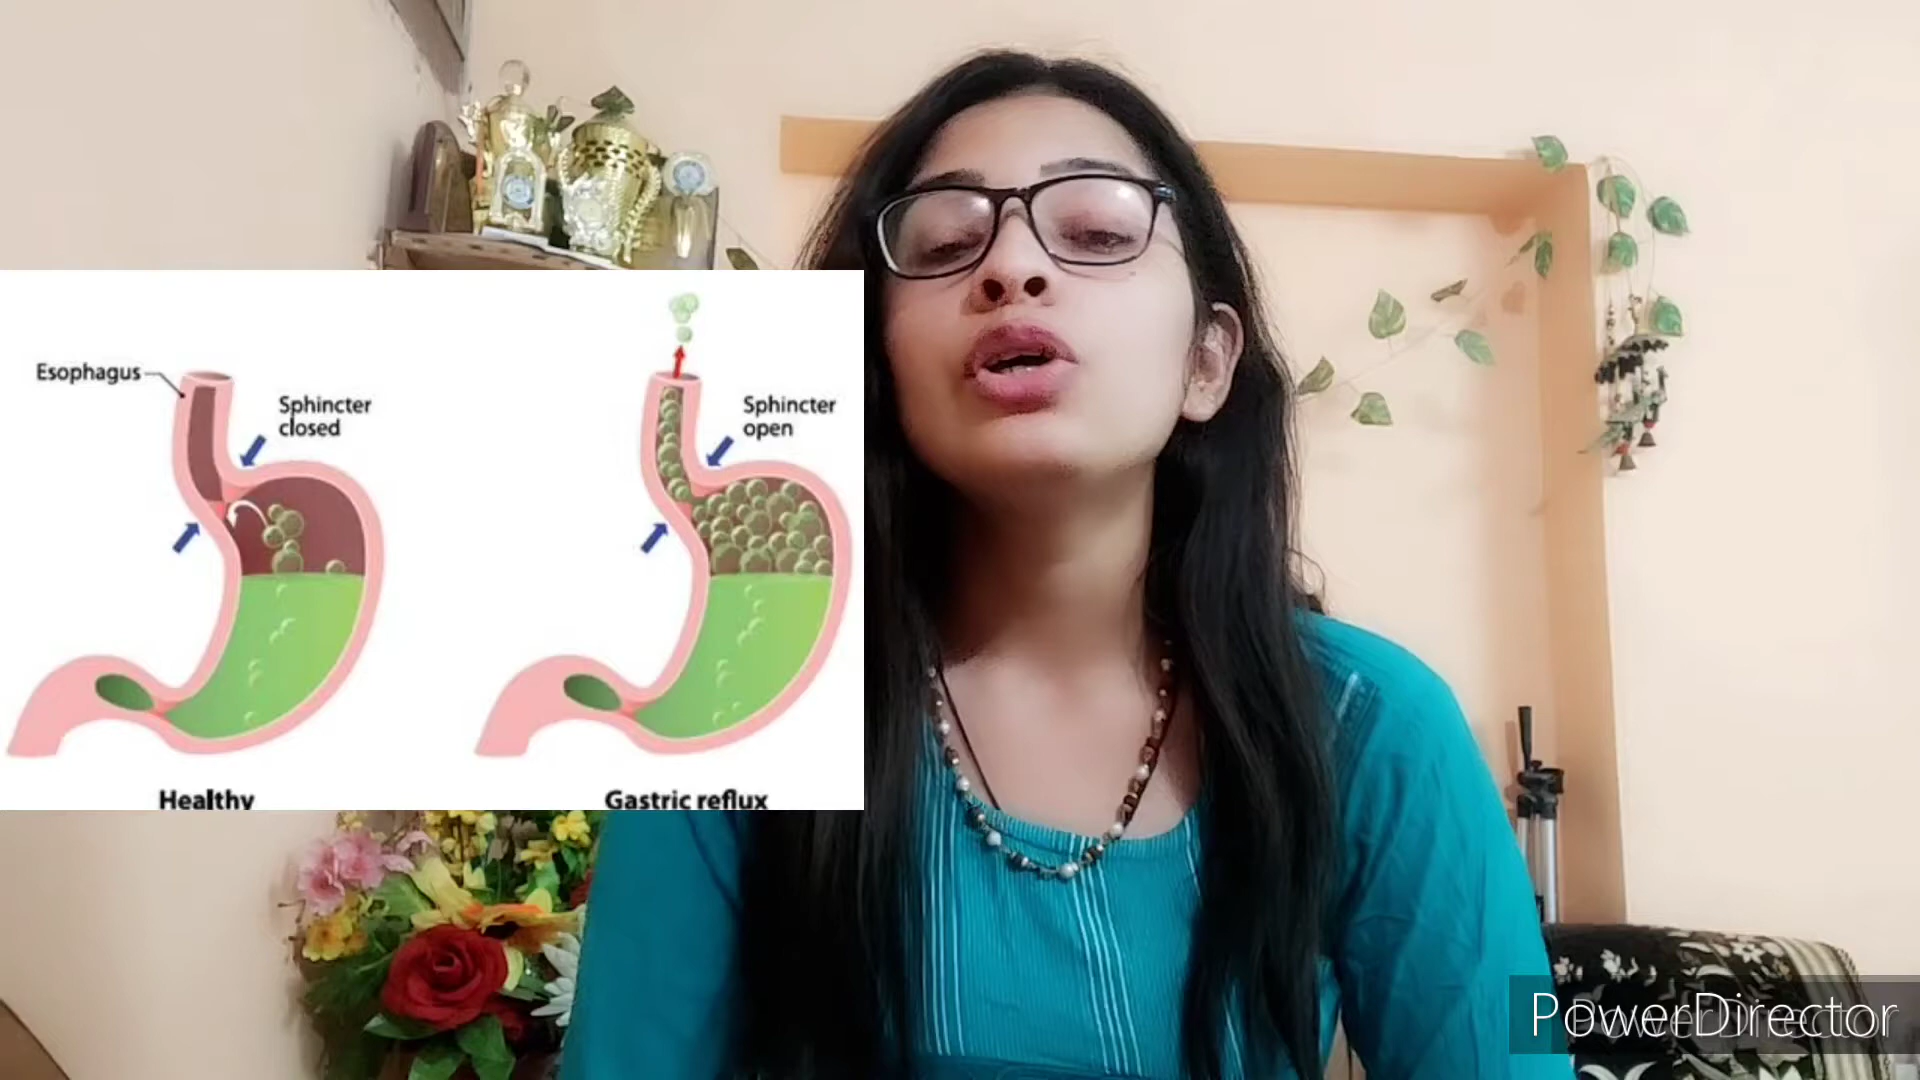 Esophagus
Sphincter
closed
Sphincter
open
Healthy
Gastric reflux
PowerDirector